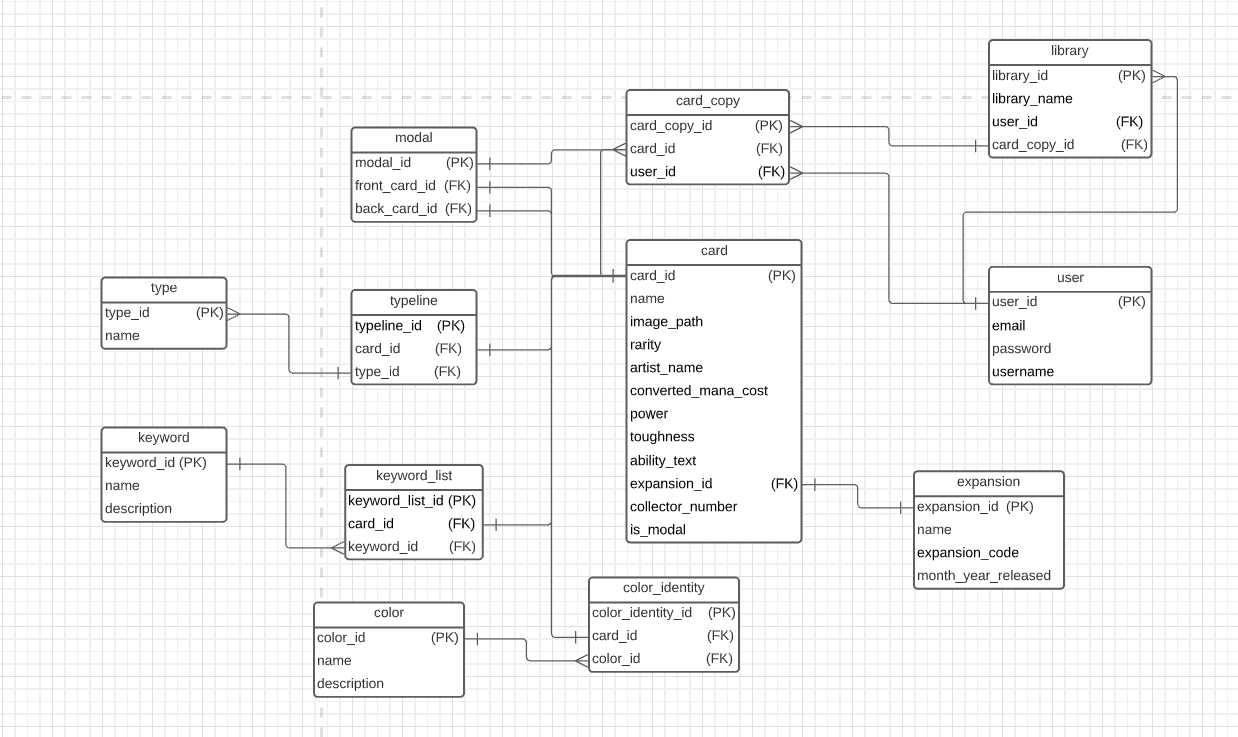 library
library_id (PK)
library_name
user_id (FK)
card_copy_id (FK)
card_copy
card_copy_id (PK)
card_id (FK)
user_id (FK)
modal
modal_id (PK)
front_card_id (FK)
back_card_id (FK)
card
card_id (PK)
name
image_path
rarity
artist_name
converted_mana_cost
power
toughness
ability_text
expansion_id (FK)
collector_number
is_modal
user
user_id (PK)
email
password
username
type
type_id (PK)
name
typeline
typeline_id (PK)
card_id (FK)
type_id (FK)
keyword
keyword_id (PK)
name
description
keyword_list
keyword_list_id (PK)
card_id (FK)
keyword_id (FK)
expansion
expansion_id (PK)
name
expansion_code
month_year_released
color_identity
color_identity_id (PK)
card_id (FK)
color_id (FK)
color
color_id (PK)
name
description